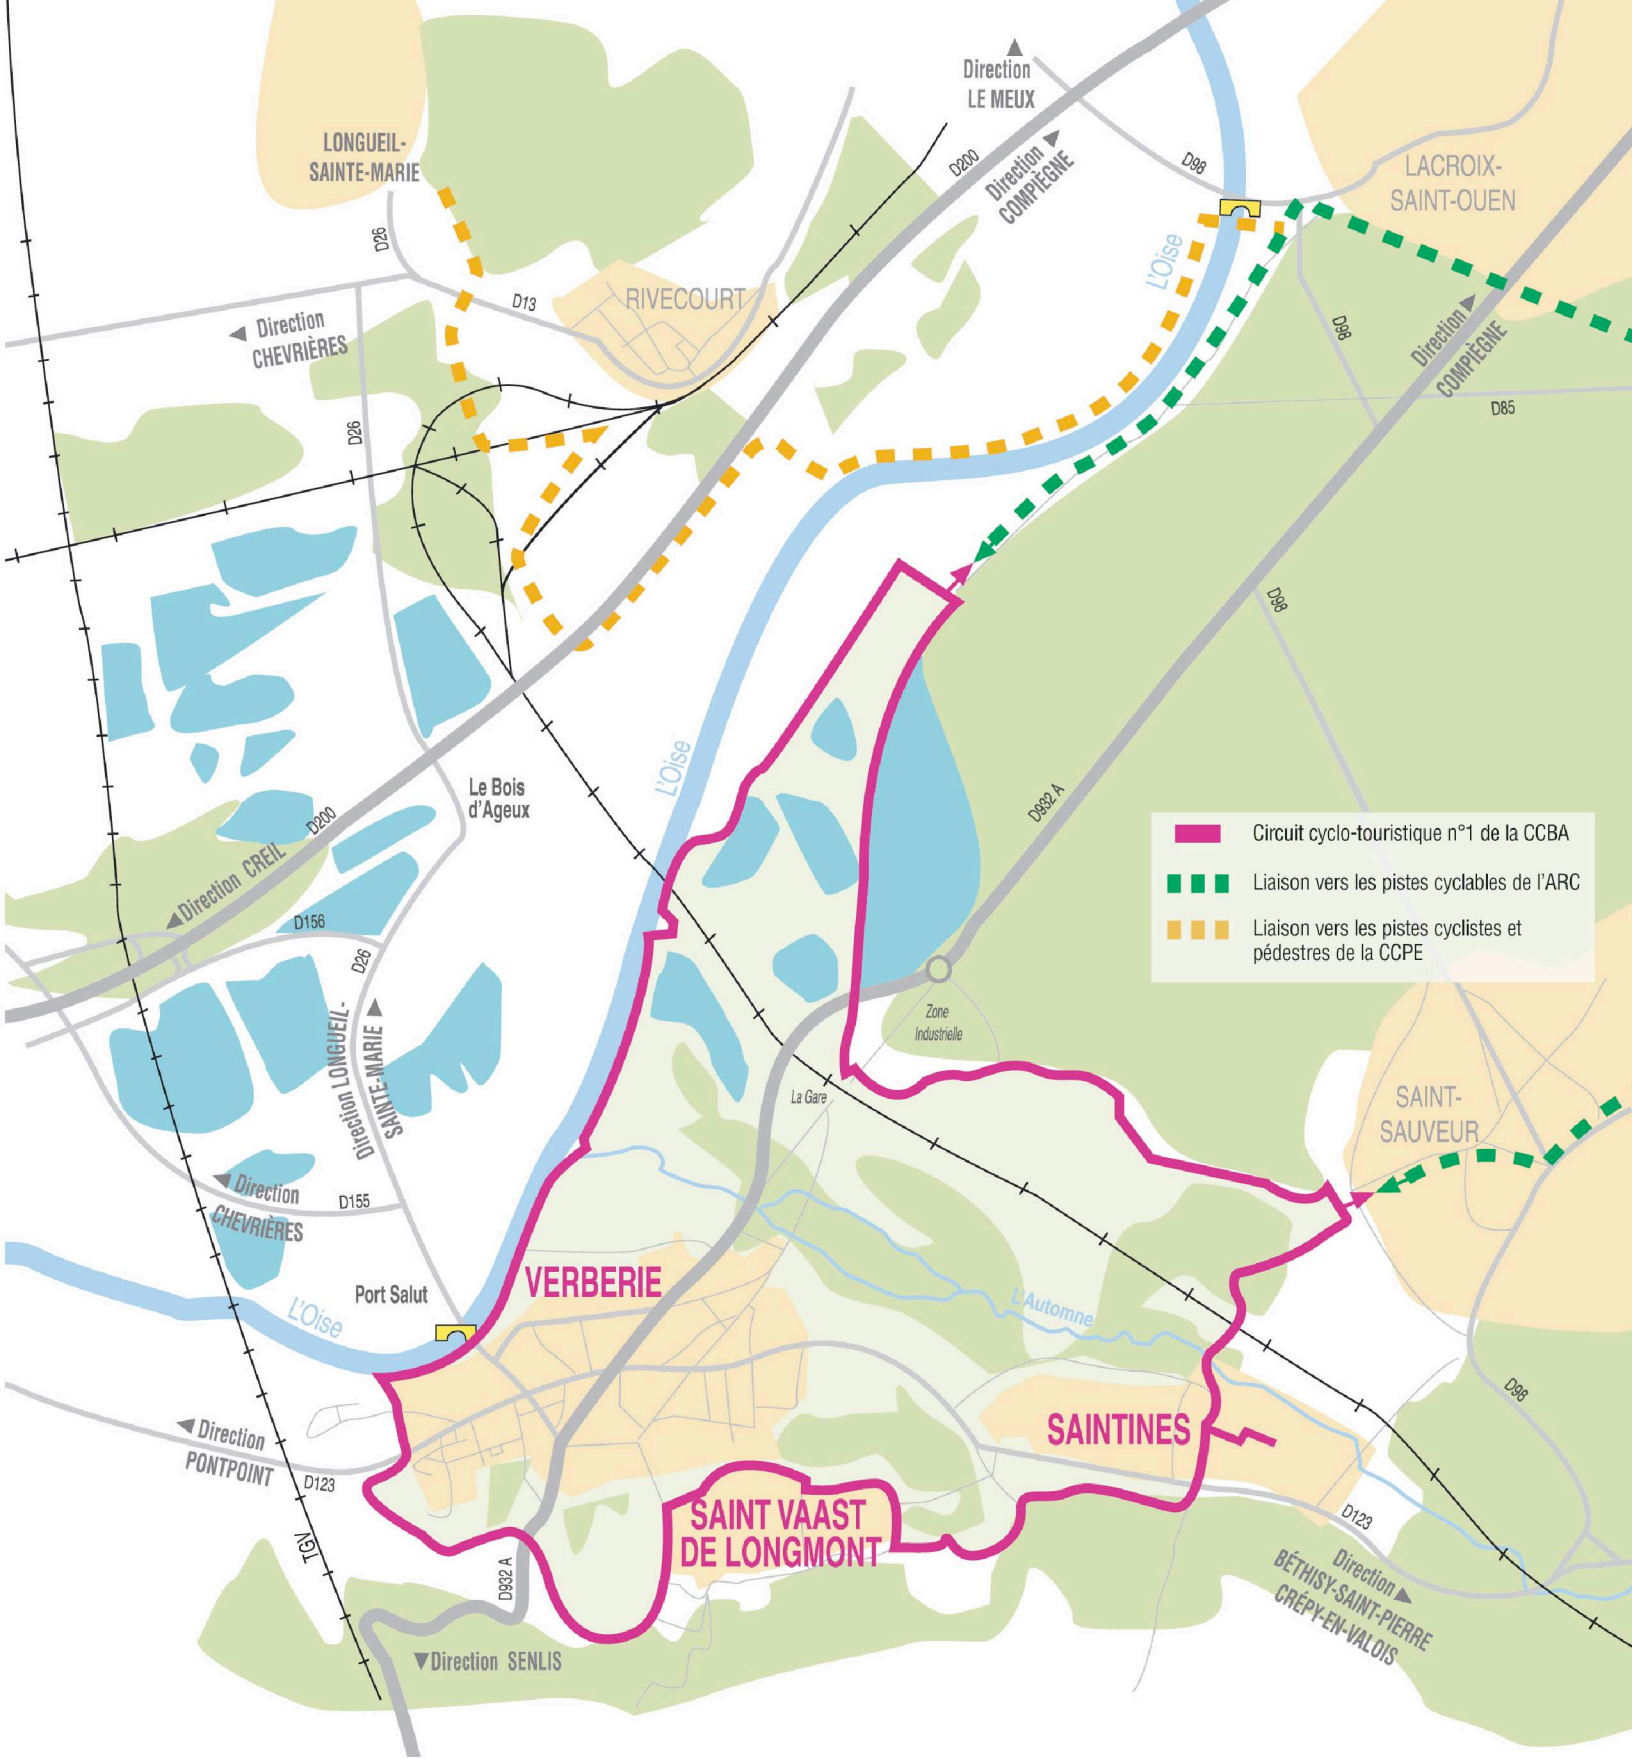 Direction
LE MEUX
LONGUEIL-
SAINTE-MARIE
D26
D200
Direction
COMPIÈGNE
D98
LACROIX-
SAINT-OUEN
L'Oise
D13
RIVECOURT
Direction
CHEVRIÈRES
D98
Direction
COMPIÈGNE
D85
D26
D98
L'Oise
Le Bois
d'Ageux
D200
D932 A
Direction CREIL
Circuit cyclo-touristique n°1 de la CCBA
Liaison vers les pistes cyclables de l'ARC
Liaison vers les pistes cyclistes et
pédestres de la CCPE
D156
D26
Direction LONGUEIL-
SAINTE-MARIE
Zone
Industrielle
La Gare
SAINT-
SAUVEUR
Direction
CHEVRIÈRES
D155
Port Salut
VERBERIE
L'Oise
L'Automne
D98
SAINTINES
Direction
PONTPOINT
D123
SAINT VAAST
DE LONGMONT
D123
TGV
D932 A
Direction
BÉTHISY-SAINT-PIERRE
CRÉPY-EN-VALOIS
Direction SENLIS